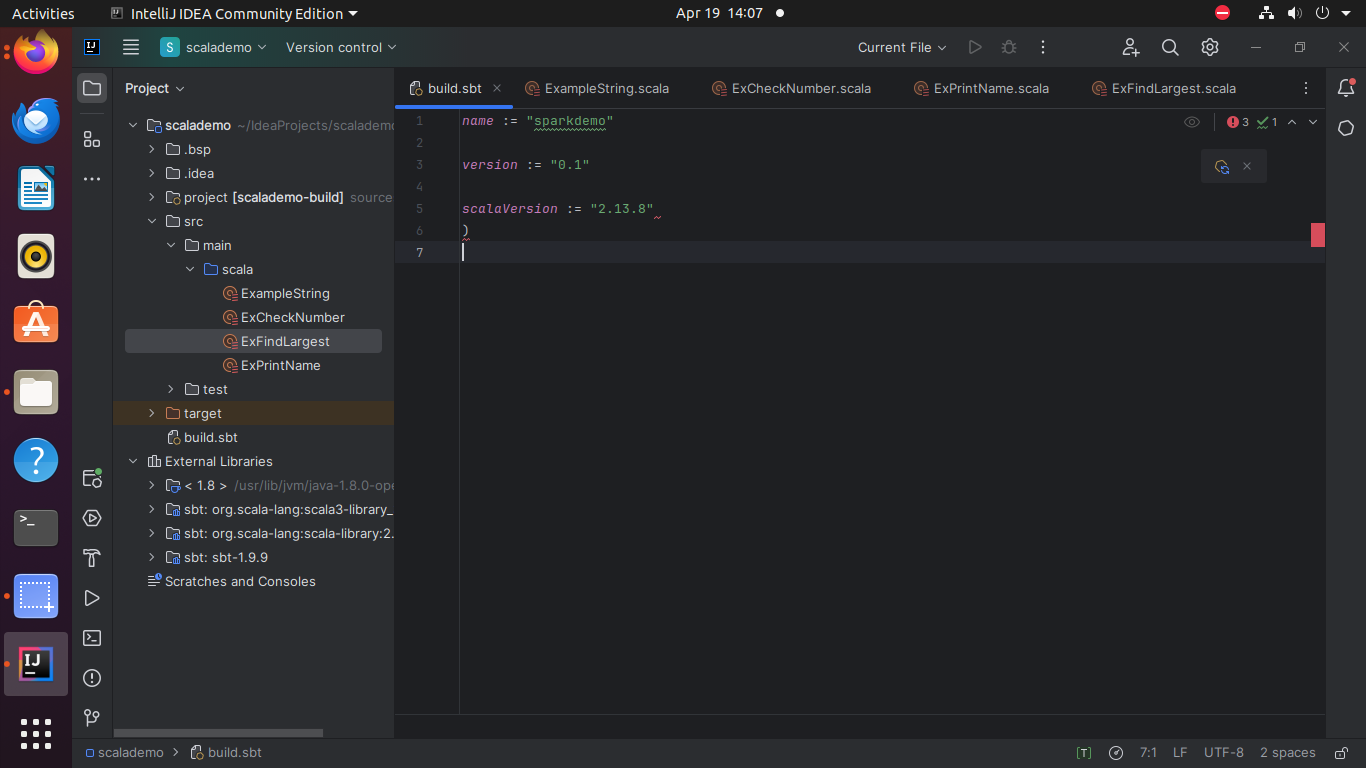 Activities IntelliJ IDEA Community Edition Apr 19 14:07
scalademo Version control Current File
Project build.sbt ExampleString.scala ExCheckNumber.scala ExPrintName.scala ExFindLargest.scala
scalademo ~/IdeaProjects/scalademo
.bsp
.idea
project [scalademo-build] source
src
main
scala
ExampleString
ExCheckNumber
ExFindLargest
ExPrintName
test
target
build.sbt
External Libraries
< 1.8 > /usr/lib/jvm/java-1.8.0-ope
sbt: org.scala-lang:scala3-library_
sbt: org.scala-lang:scala-library:2.
sbt: sbt-1.9.9
Scratches and Consoles
1 name := "sparkdemo" 3 1
2
3 version := "0.1"
4
5 scalaVersion := "2.13.8"
6 )
7
scalademo > build.sbt [T] 7:1 LF UTF-8 2 spaces